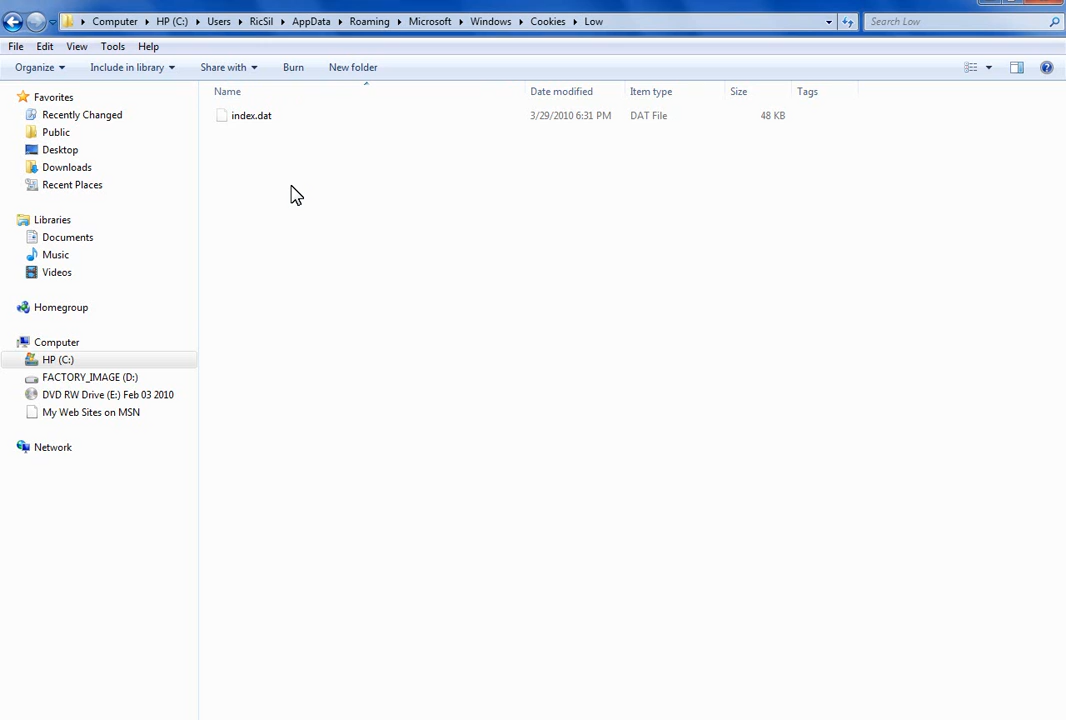 Computer HP (C:) Users RicSil AppData Roaming Microsoft Windows Cookies Low Search Low
File Edit View Tools Help
Organize Include in library Share with Burn New folder
Name Date modified Item type Size Tags
index.dat 3/29/2010 6:31 PM DAT File 48 KB
Favorites
Recently Changed
Public
Desktop
Downloads
Recent Places
Libraries
Documents
Music
Videos
Homegroup
Computer
HP (C:)
FACTORY_IMAGE (D:)
DVD RW Drive (E:) Feb 03 2010
My Web Sites on MSN
Network